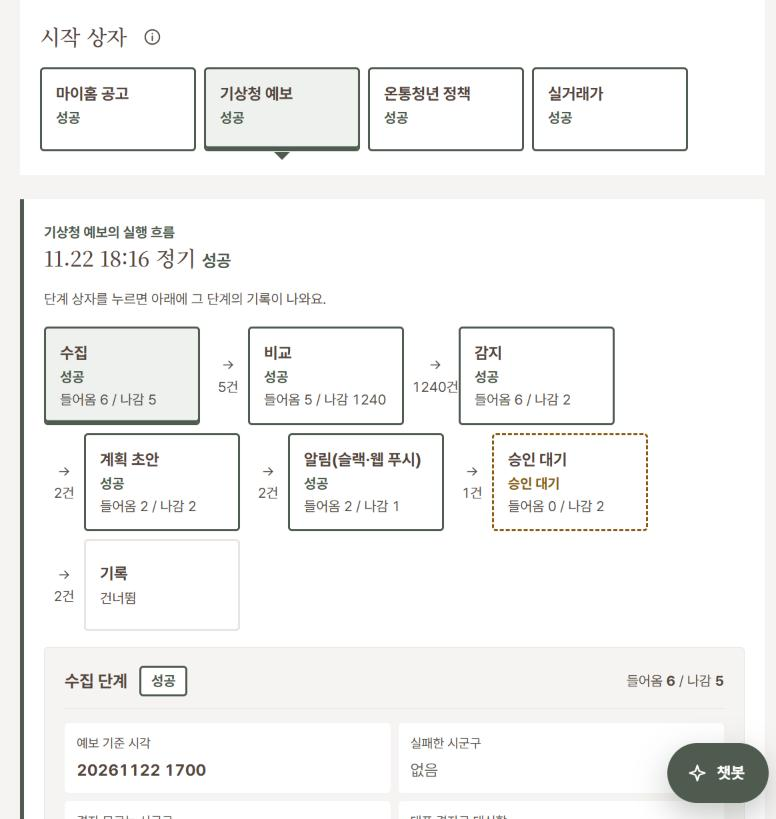 시작 상자
마이홈 공고
성공
기상청 예보
성공
온통청년 정책
성공
실거래가
성공
기상청 예보의 실행 흐름
11.22 18:16 정기 성공
단계 상자를 누르면 아래에 그 단계의 기록이 나와요.
수집
성공
들어옴 6 / 나감 5
→
5건
비교
성공
들어옴 5 / 나감 1240
→
1240건
감지
성공
들어옴 6 / 나감 2
→
2건
계획 초안
성공
들어옴 2 / 나감 2
→
2건
알림(슬랙·웹 푸시)
성공
들어옴 2 / 나감 1
→
1건
승인 대기
승인 대기
들어옴 0 / 나감 2
→
2건
기록
건너뜀
수집 단계 성공
들어옴 6 / 나감 5
예보 기준 시각
20261122 1700
실패한 시군구
없음
챗봇